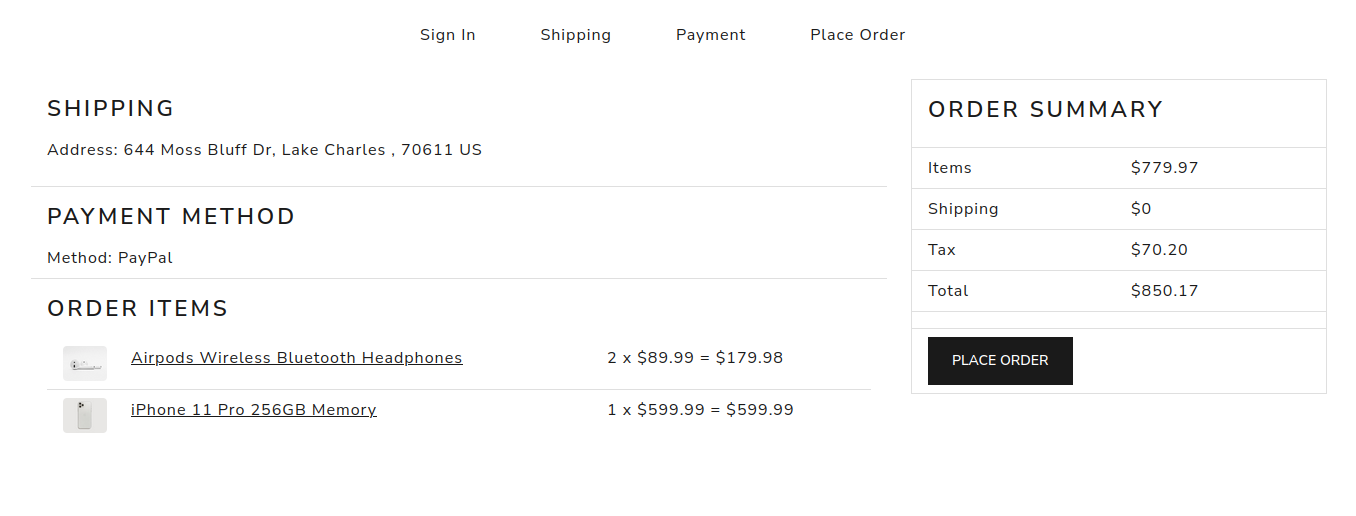 Sign In Shipping Payment Place Order
SHIPPING
Address: 644 Moss Bluff Dr, Lake Charles , 70611 US
PAYMENT METHOD
Method: PayPal
ORDER ITEMS
Airpods Wireless Bluetooth Headphones 2 x $89.99 = $179.98
iPhone 11 Pro 256GB Memory 1 x $599.99 = $599.99
ORDER SUMMARY
Items $779.97
Shipping $0
Tax $70.20
Total $850.17
PLACE ORDER